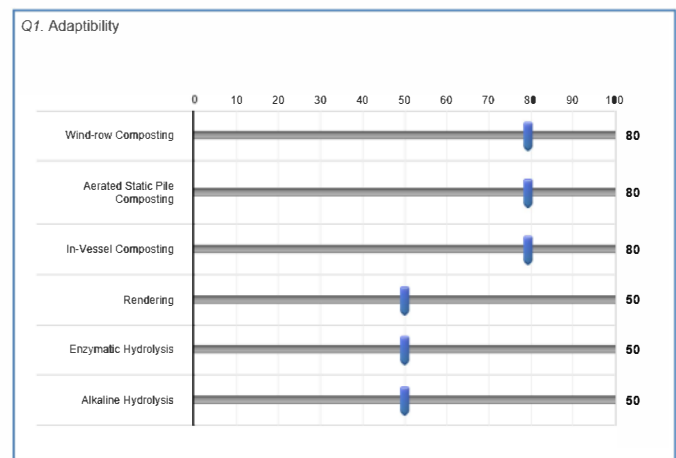 Q1. Adaptibility
0 10 20 30 40 50 60 70 80 90 100
Wind-row Composting 80
Aerated Static Pile
Composting 80
In-Vessel Composting 80
Rendering 50
Enzymatic Hydrolysis 50
Alkaline Hydrolysis 50